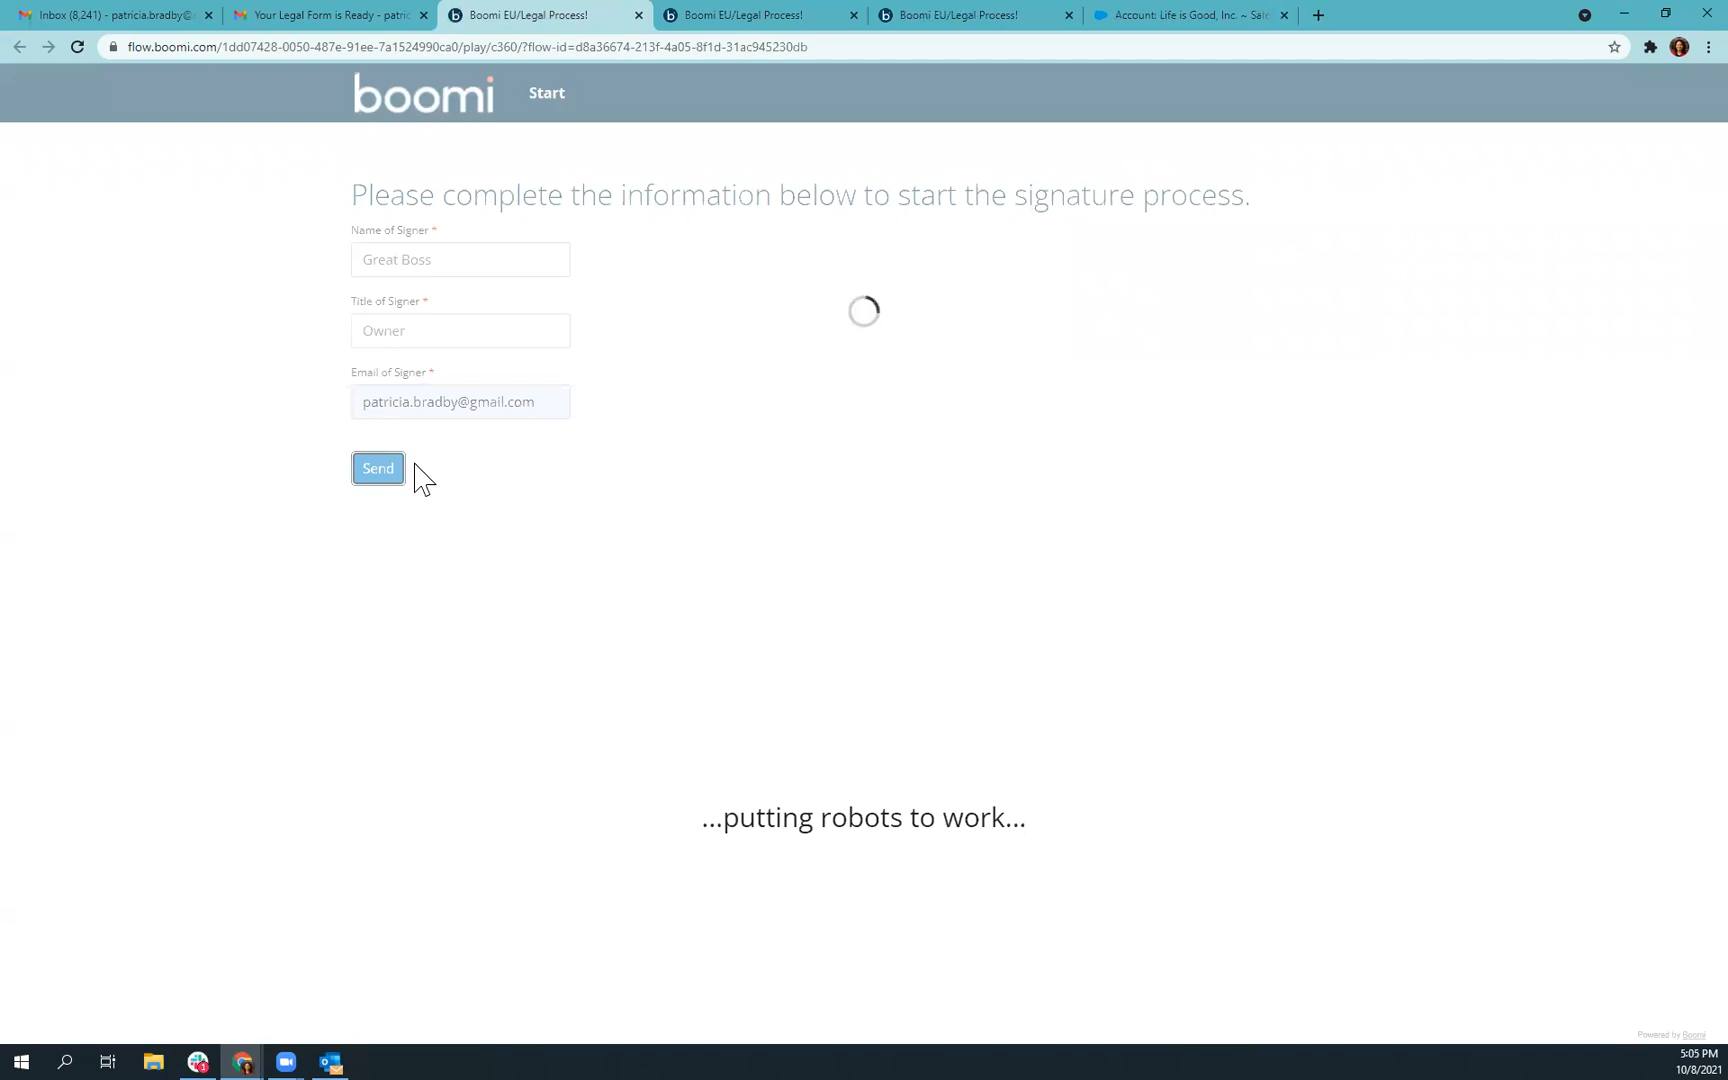 Inbox (8,241) - patricia.bradby@
Your Legal Form is Ready - patric
Boomi EU/Legal Process!
Boomi EU/Legal Process!
Boomi EU/Legal Process!
Account: Life is Good, Inc. ~ Sale
flow.boomi.com/1dd07428-0050-487e-91ee-7a1524990ca0/play/c360/?flow-id=d8a36674-213f-4a05-8f1d-31ac945230db
boomi
Start
Please complete the information below to start the signature process.
Name of Signer *
Great Boss
Title of Signer *
Owner
Email of Signer *
patricia.bradby@gmail.com
Send
...putting robots to work...
Powered by Boomi
5:05 PM
10/8/2021